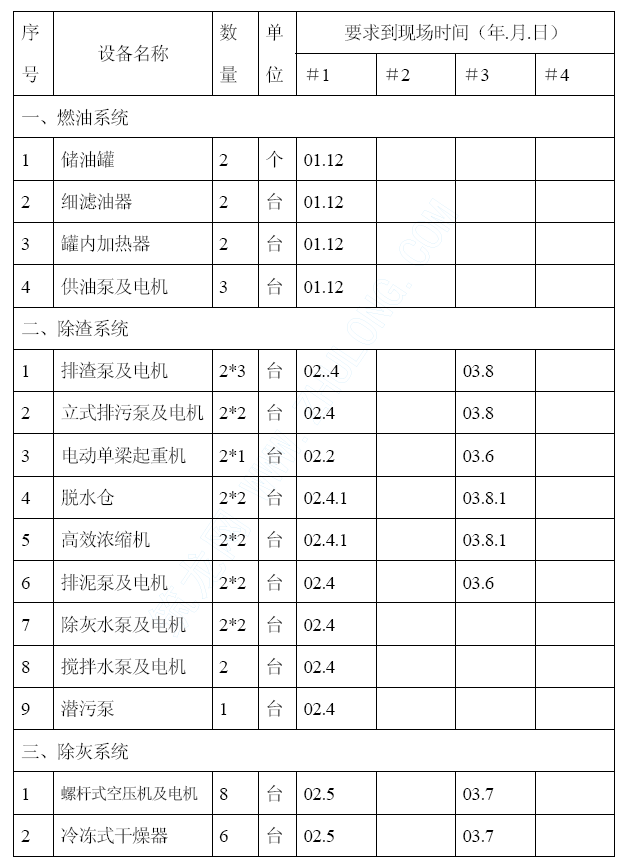 序号 设备名称 数量 单位 要求到现场时间（年.月.日）
＃1 ＃2 ＃3 ＃4
一、燃油系统
1 储油罐 2 个 01.12
2 细滤油器 2 台 01.12
3 罐内加热器 2 台 01.12
4 供油泵及电机 3 台 01.12
二、除渣系统
1 排渣泵及电机 2*3 台 02..4 03.8
2 立式排污泵及电机 2*2 台 02.4 03.8
3 电动单梁起重机 2*1 台 02.2 03.6
4 脱水仓 2*2 台 02.4.1 03.8.1
5 高效浓缩机 2*2 台 02.4.1 03.8.1
6 排泥泵及电机 2*2 台 02.4 03.6
7 除灰水泵及电机 2*2 台 02.4
8 搅拌水泵及电机 2 台 02.4
9 潜污泵 1 台 02.4
三、除灰系统
1 螺杆式空压机及电机 8 台 02.5 03.7
2 冷冻式干燥器 6 台 02.5 03.7